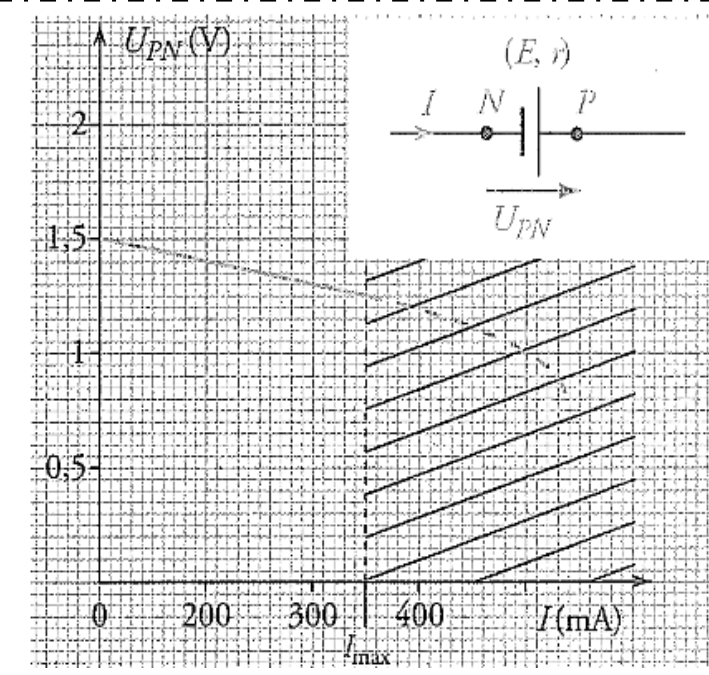 U_PN (V)
(E, r)
I N P
U_PN
2
1,5
1
0,5
0 200 300 400 I (mA)
I_max